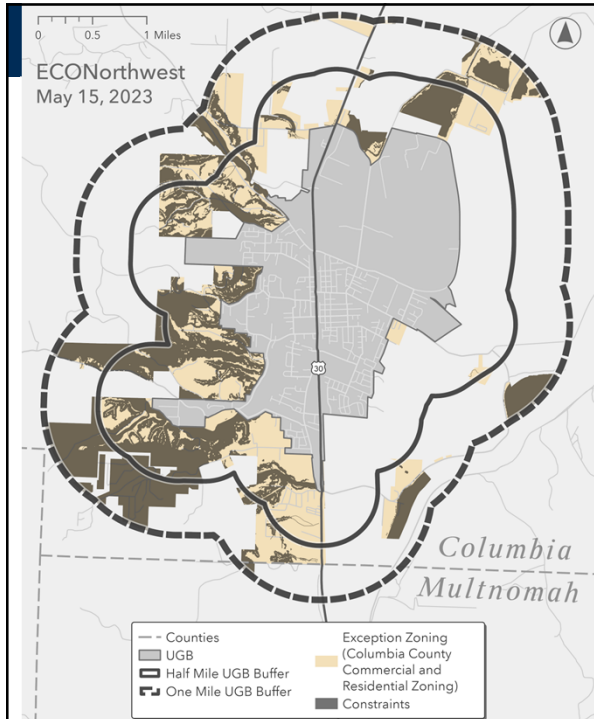 0 0.5 1 Miles
ECONorthwest
May 15, 2023
30
Columbia
Multnomah
Counties
UGB
Half Mile UGB Buffer
One Mile UGB Buffer
Exception Zoning
(Columbia County
Commercial and
Residential Zoning)
Constraints